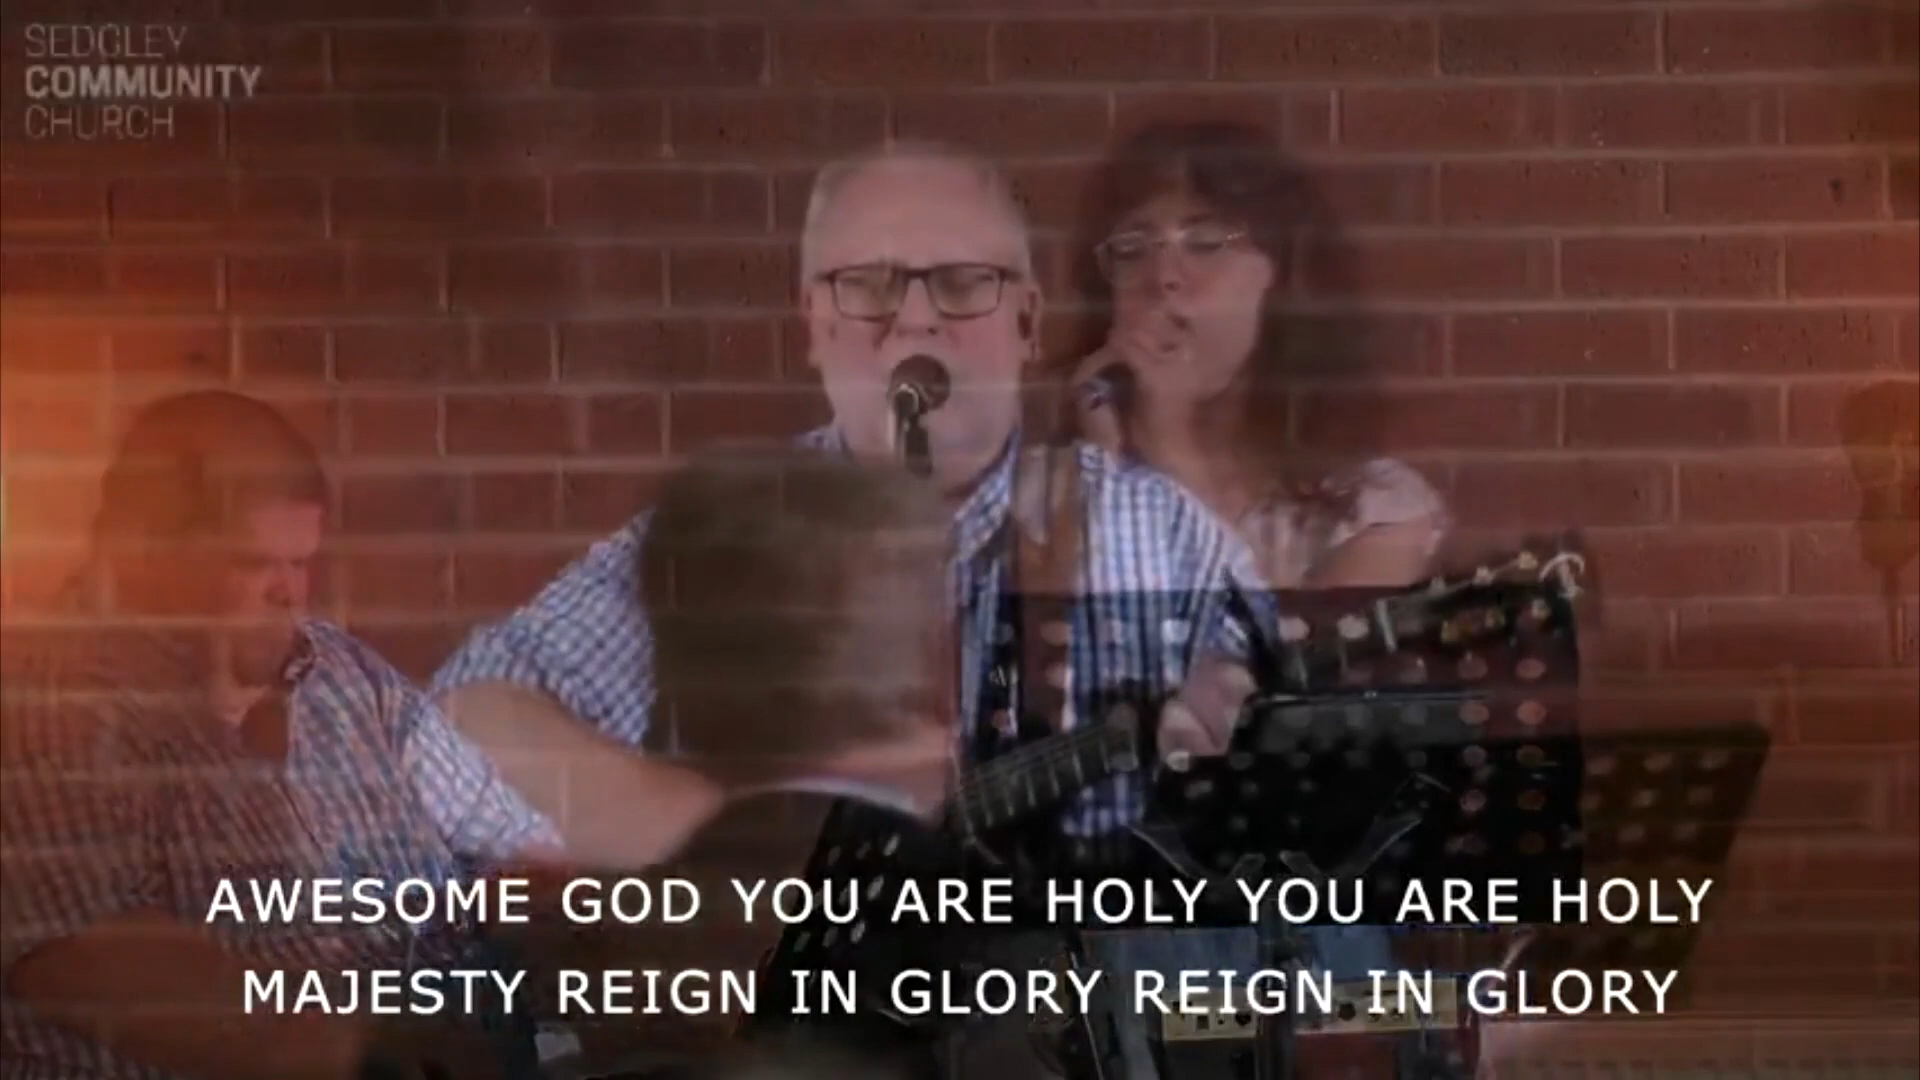 SEDGLEY
COMMUNITY
CHURCH
AWESOME GOD YOU ARE HOLY YOU ARE HOLY
MAJESTY REIGN IN GLORY REIGN IN GLORY